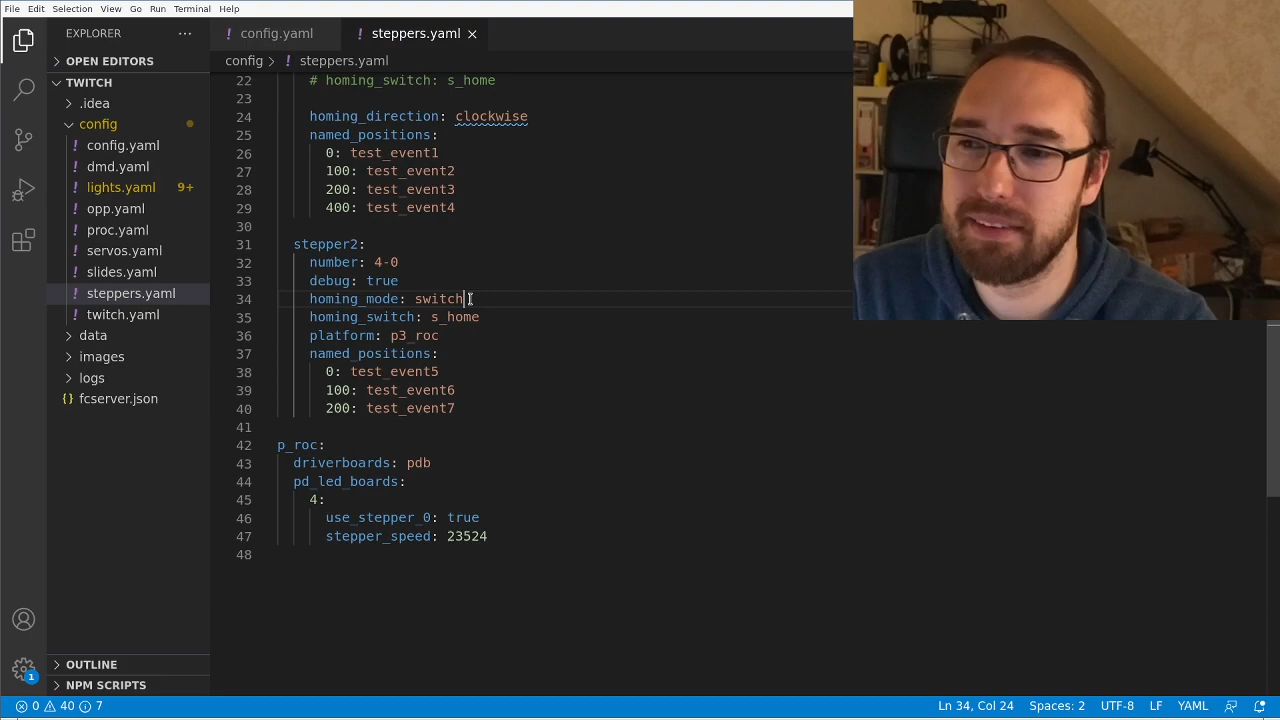 File Edit Selection View Go Run Terminal Help
EXPLORER
OPEN EDITORS
TWITCH
.idea
config
config.yaml
dmd.yaml
lights.yaml 9+
opp.yaml
proc.yaml
servos.yaml
slides.yaml
steppers.yaml
twitch.yaml
data
images
logs
{} fcserver.json
OUTLINE
NPM SCRIPTS
! config.yaml
! steppers.yaml
config > ! steppers.yaml
22 # homing_switch: s_home
23
24 homing_direction: clockwise
25 named_positions:
26 0: test_event1
27 100: test_event2
28 200: test_event3
29 400: test_event4
30
31 stepper2:
32 number: 4-0
33 debug: true
34 homing_mode: switch
35 homing_switch: s_home
36 platform: p3_roc
37 named_positions:
38 0: test_event5
39 100: test_event6
40 200: test_event7
41
42 p_roc:
43 driverboards: pdb
44 pd_led_boards:
45 4:
46 use_stepper_0: true
47 stepper_speed: 23524
48
1
0 40 7 Ln 34, Col 24 Spaces: 2 UTF-8 LF YAML